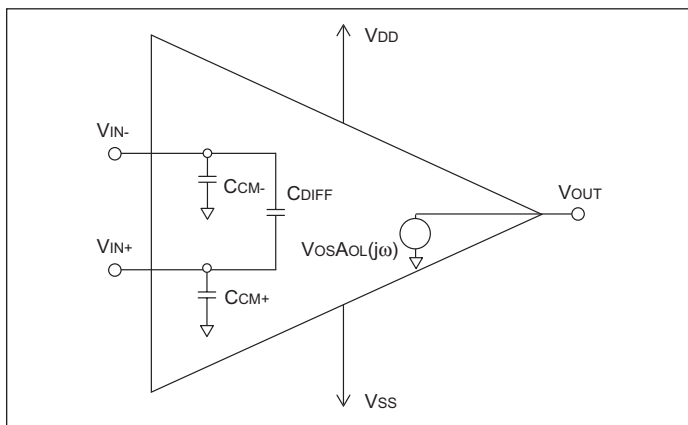 VDD
VIN-
CCM-
CDIFF
VOUT
VOSAOL(jω)
VIN+
CCM+
VSS